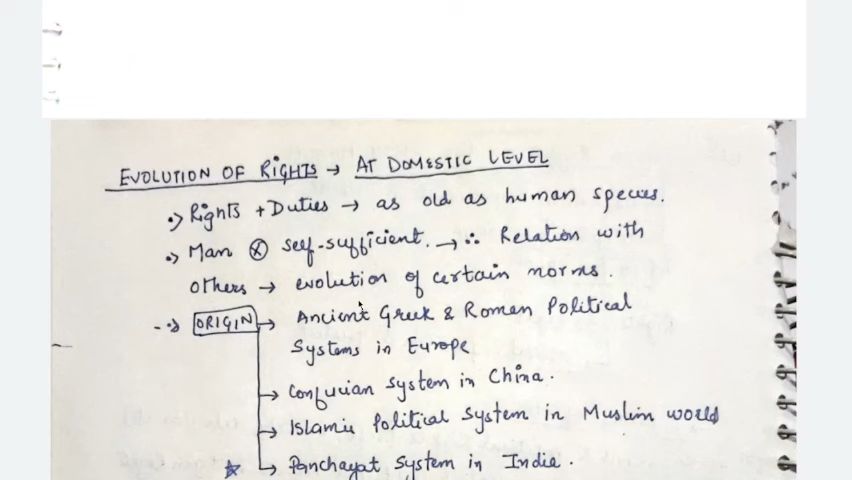 EVOLUTION OF RIGHTS → AT DOMESTIC LEVEL
•> Rights + Duties → as old as human species.
•> Man ⊗ self-sufficient. → ∴ Relation with
others → evolution of certain norms.
-•> ORIGIN → Ancient Greek & Roman Political
Systems in Europe
→ Confucian system in China.
→ Islamic Political System in Muslim world
☆ → Panchayat System in India.